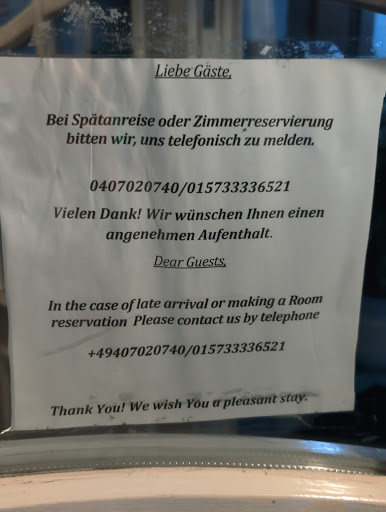 Liebe Gäste,
Bei Spätanreise oder Zimmerreservierung
bitten wir, uns telefonisch zu melden.
0407020740/015733336521
Vielen Dank! Wir wünschen Ihnen einen
angenehmen Aufenthalt.
Dear Guests,
In the case of late arrival or making a Room
reservation Please contact us by telephone
+49407020740/015733336521
Thank You! We wish You a pleasant stay.